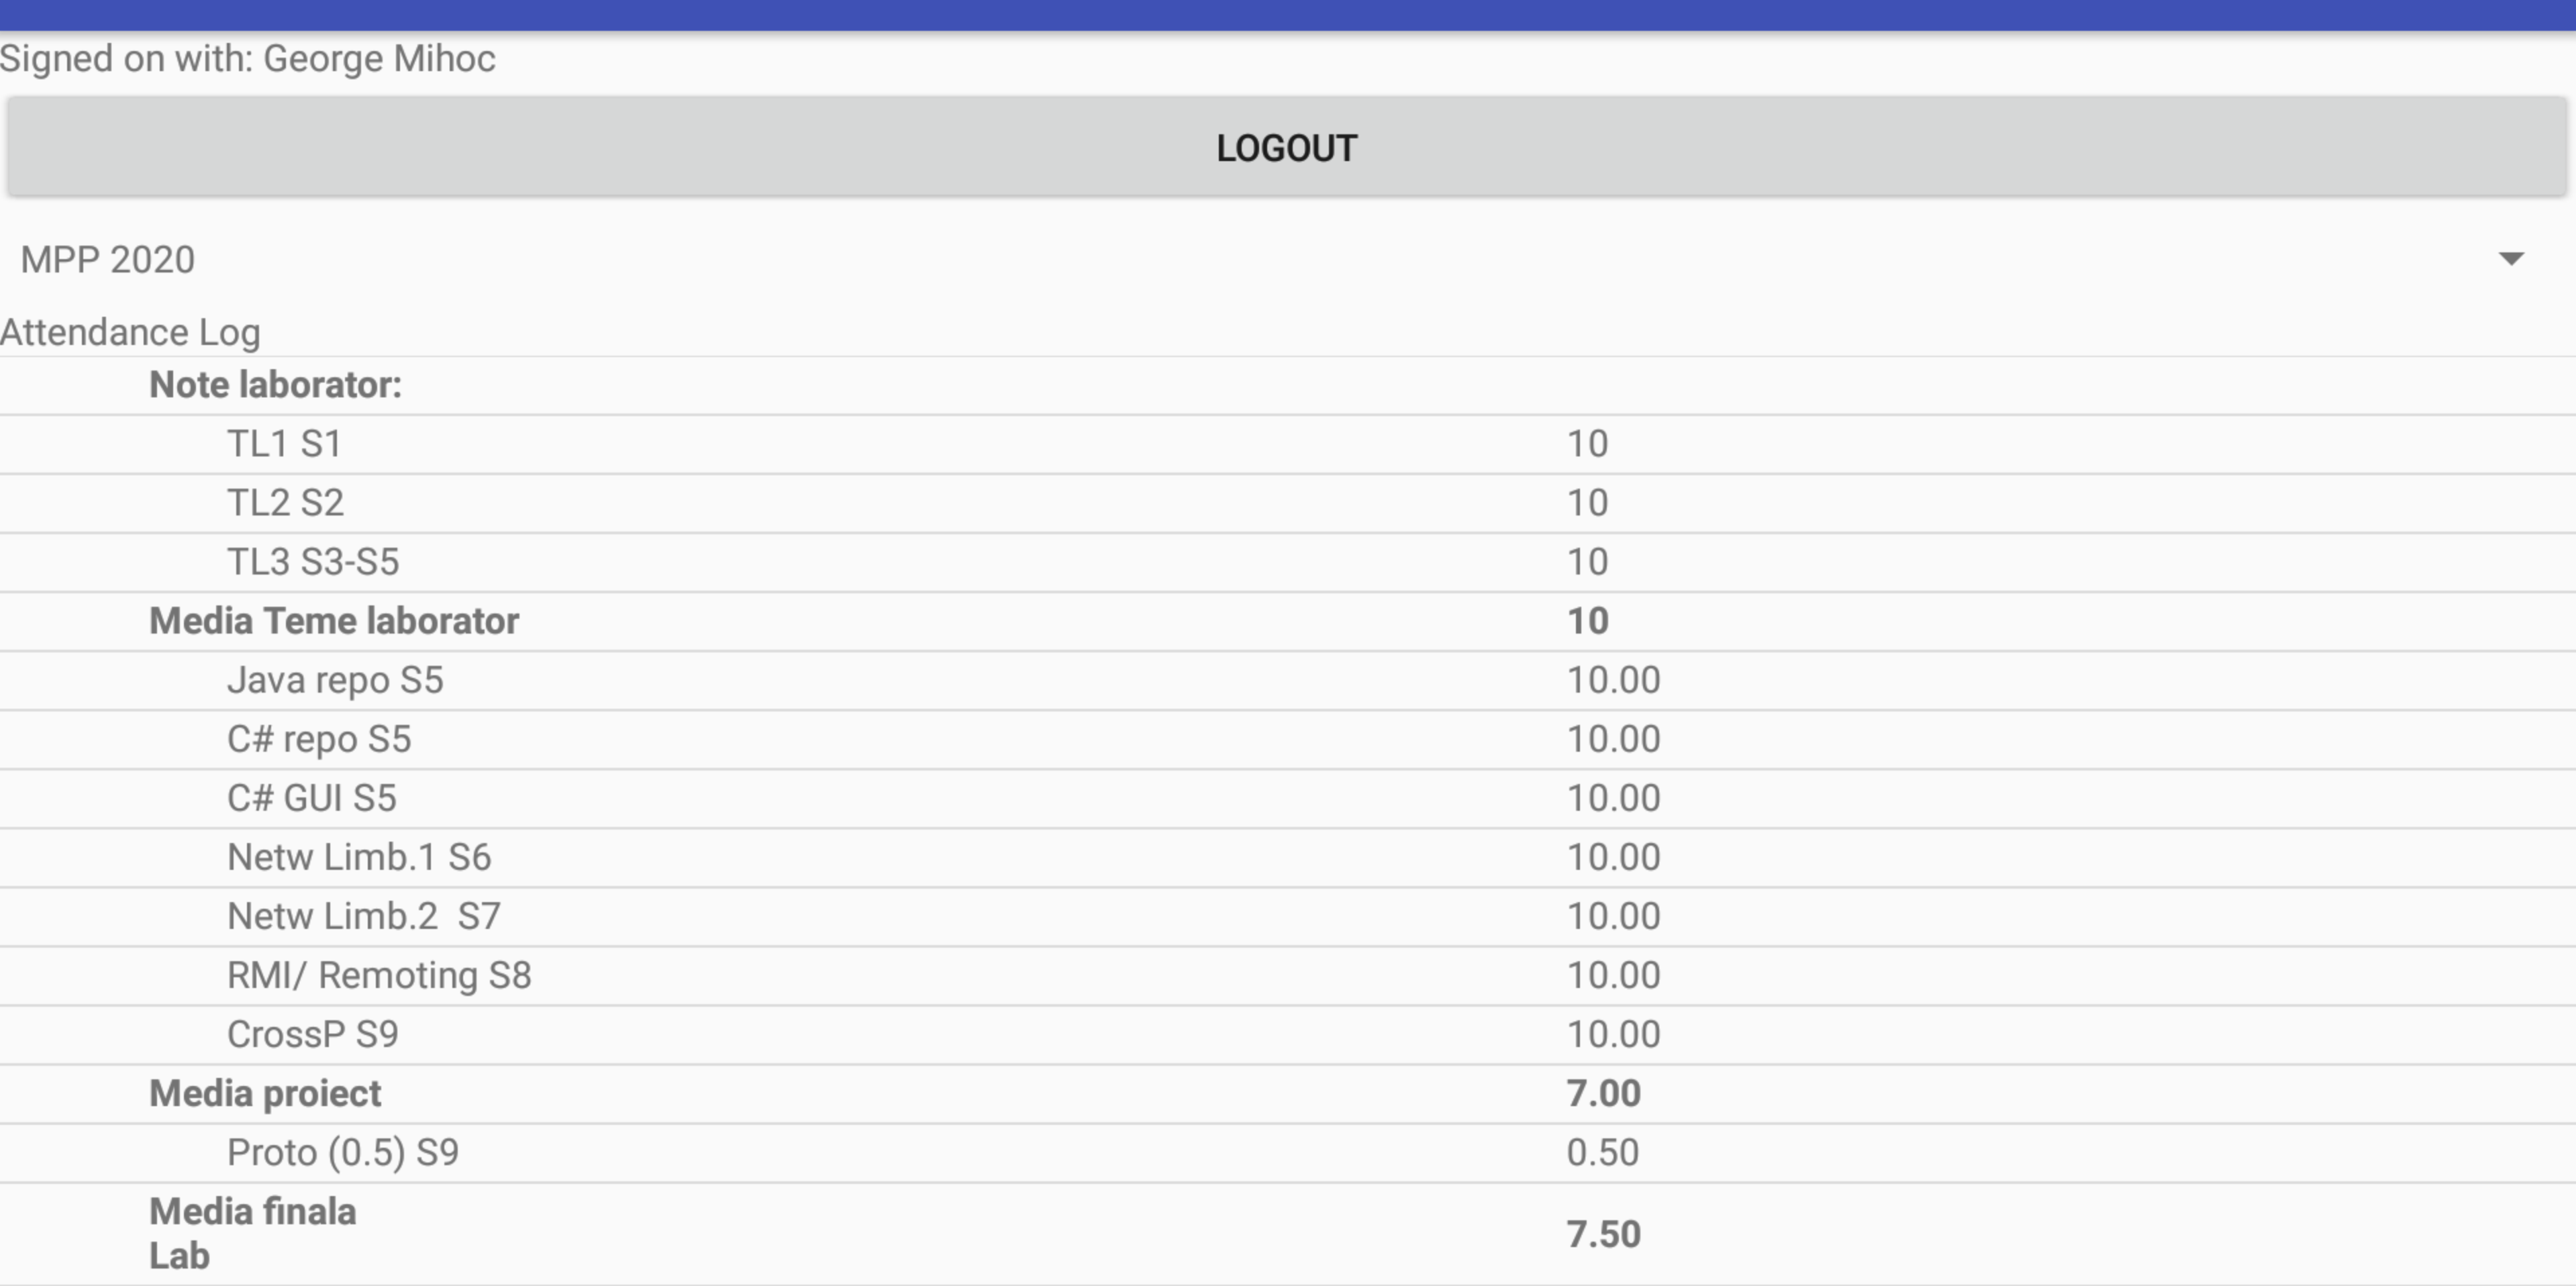 Signed on with: George Mihoc
LOGOUT
MPP 2020
Attendance Log
Note laborator:
TL1 S1 10
TL2 S2 10
TL3 S3-S5 10
Media Teme laborator 10
Java repo S5 10.00
C# repo S5 10.00
C# GUI S5 10.00
Netw Limb.1 S6 10.00
Netw Limb.2  S7 10.00
RMI/ Remoting S8 10.00
CrossP S9 10.00
Media proiect 7.00
Proto (0.5) S9 0.50
Media finala
Lab 7.50